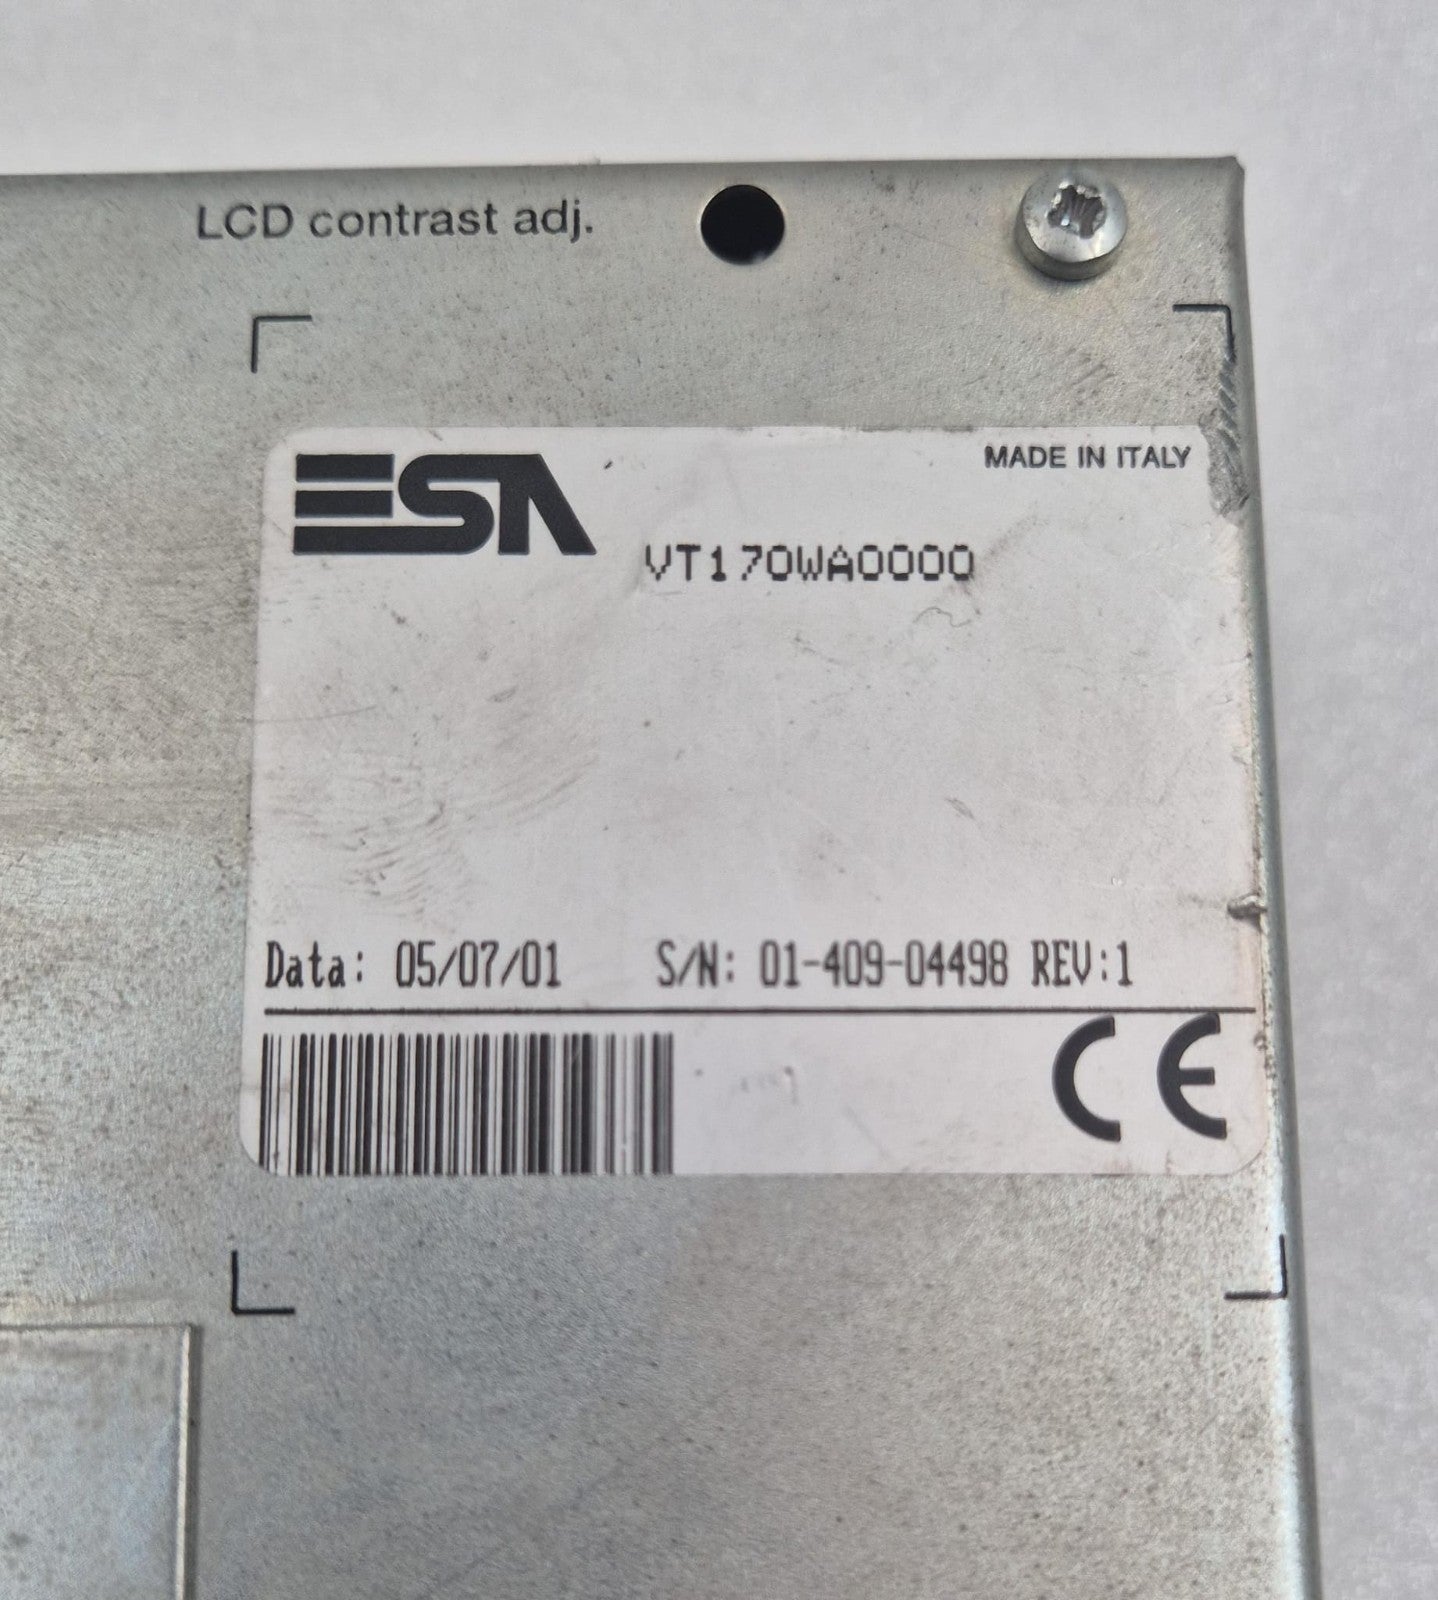 LCD contrast adj.
ESA
MADE IN ITALY
VT170WA0000
Data: 05/07/01 S/N: 01-409-04498 REV:1
CE